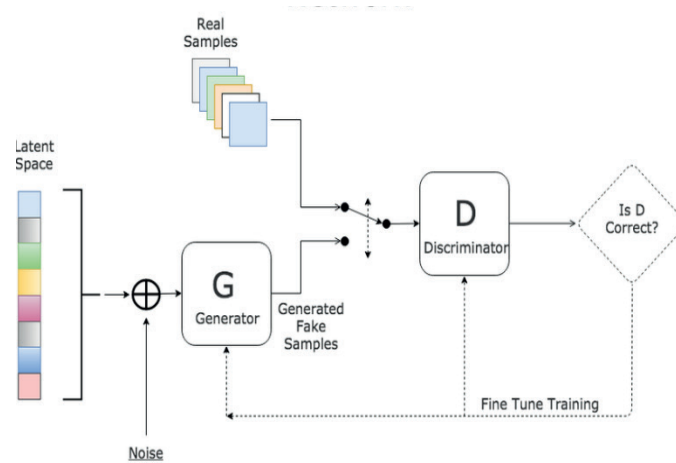 Real
Samples
Latent
Space
G
Generator
Generated
Fake
Samples
D
Discriminator
Is D
Correct?
Fine Tune Training
Noise